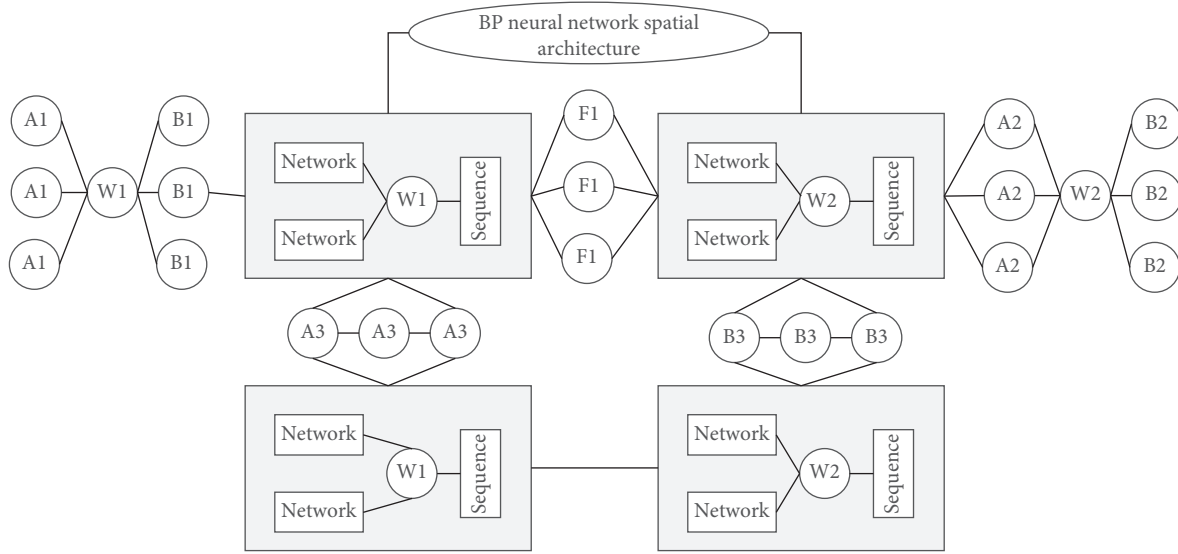 BP neural network spatial
architecture
A1
B1
F1
A2
B2
Network
W1
Sequence
Network
Network
W2
Sequence
Network
A1
W1
B1
F1
A2
W2
B2
A1
B1
F1
A2
B2
A3
A3
A3
B3
B3
B3
Network
W1
Sequence
Network
Network
W2
Sequence
Network